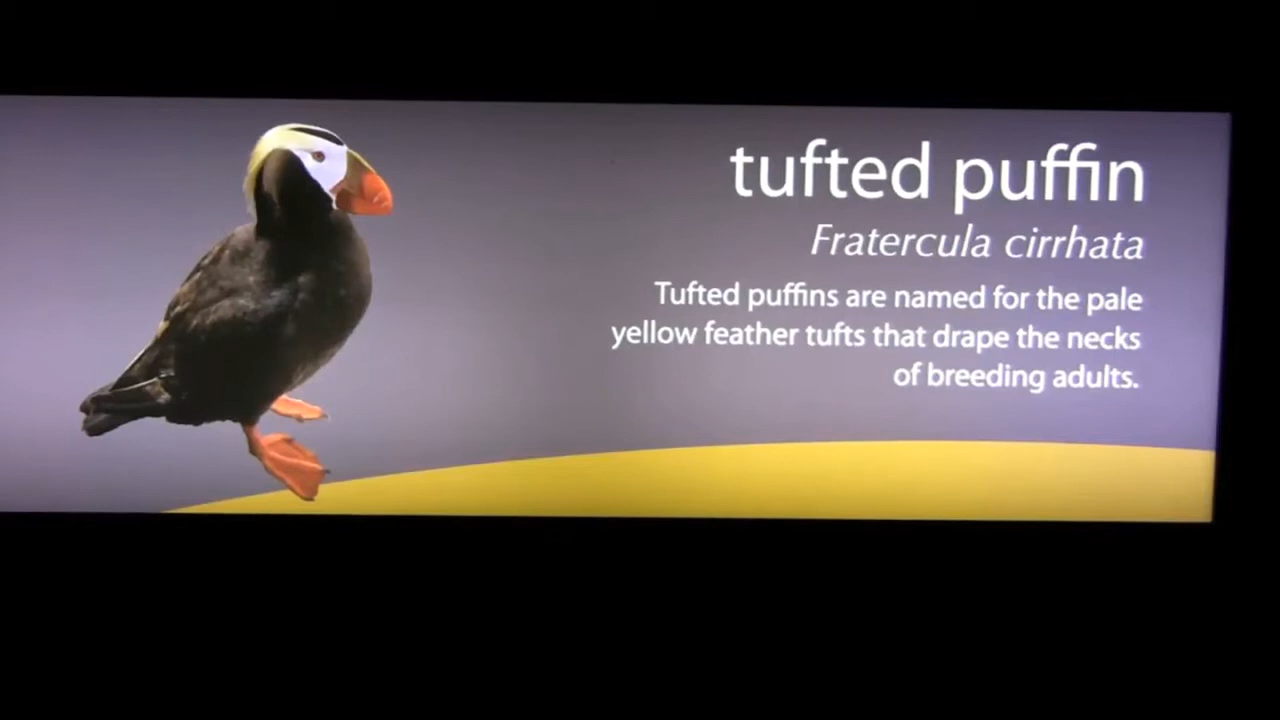 tufted puffin
Fratercula cirrhata
Tufted puffins are named for the pale
yellow feather tufts that drape the necks
of breeding adults.